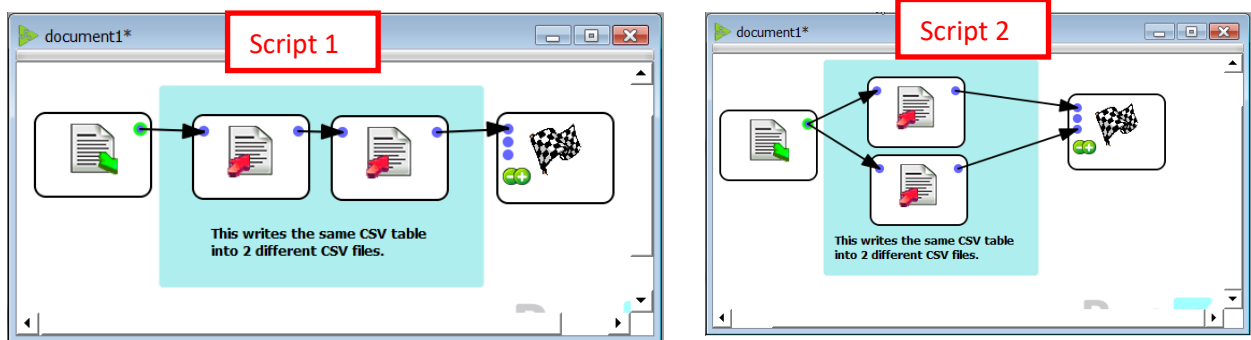 document1*
Script 1
This writes the same CSV table
into 2 different CSV files.
document1*
Script 2
This writes the same CSV table
into 2 different CSV files.